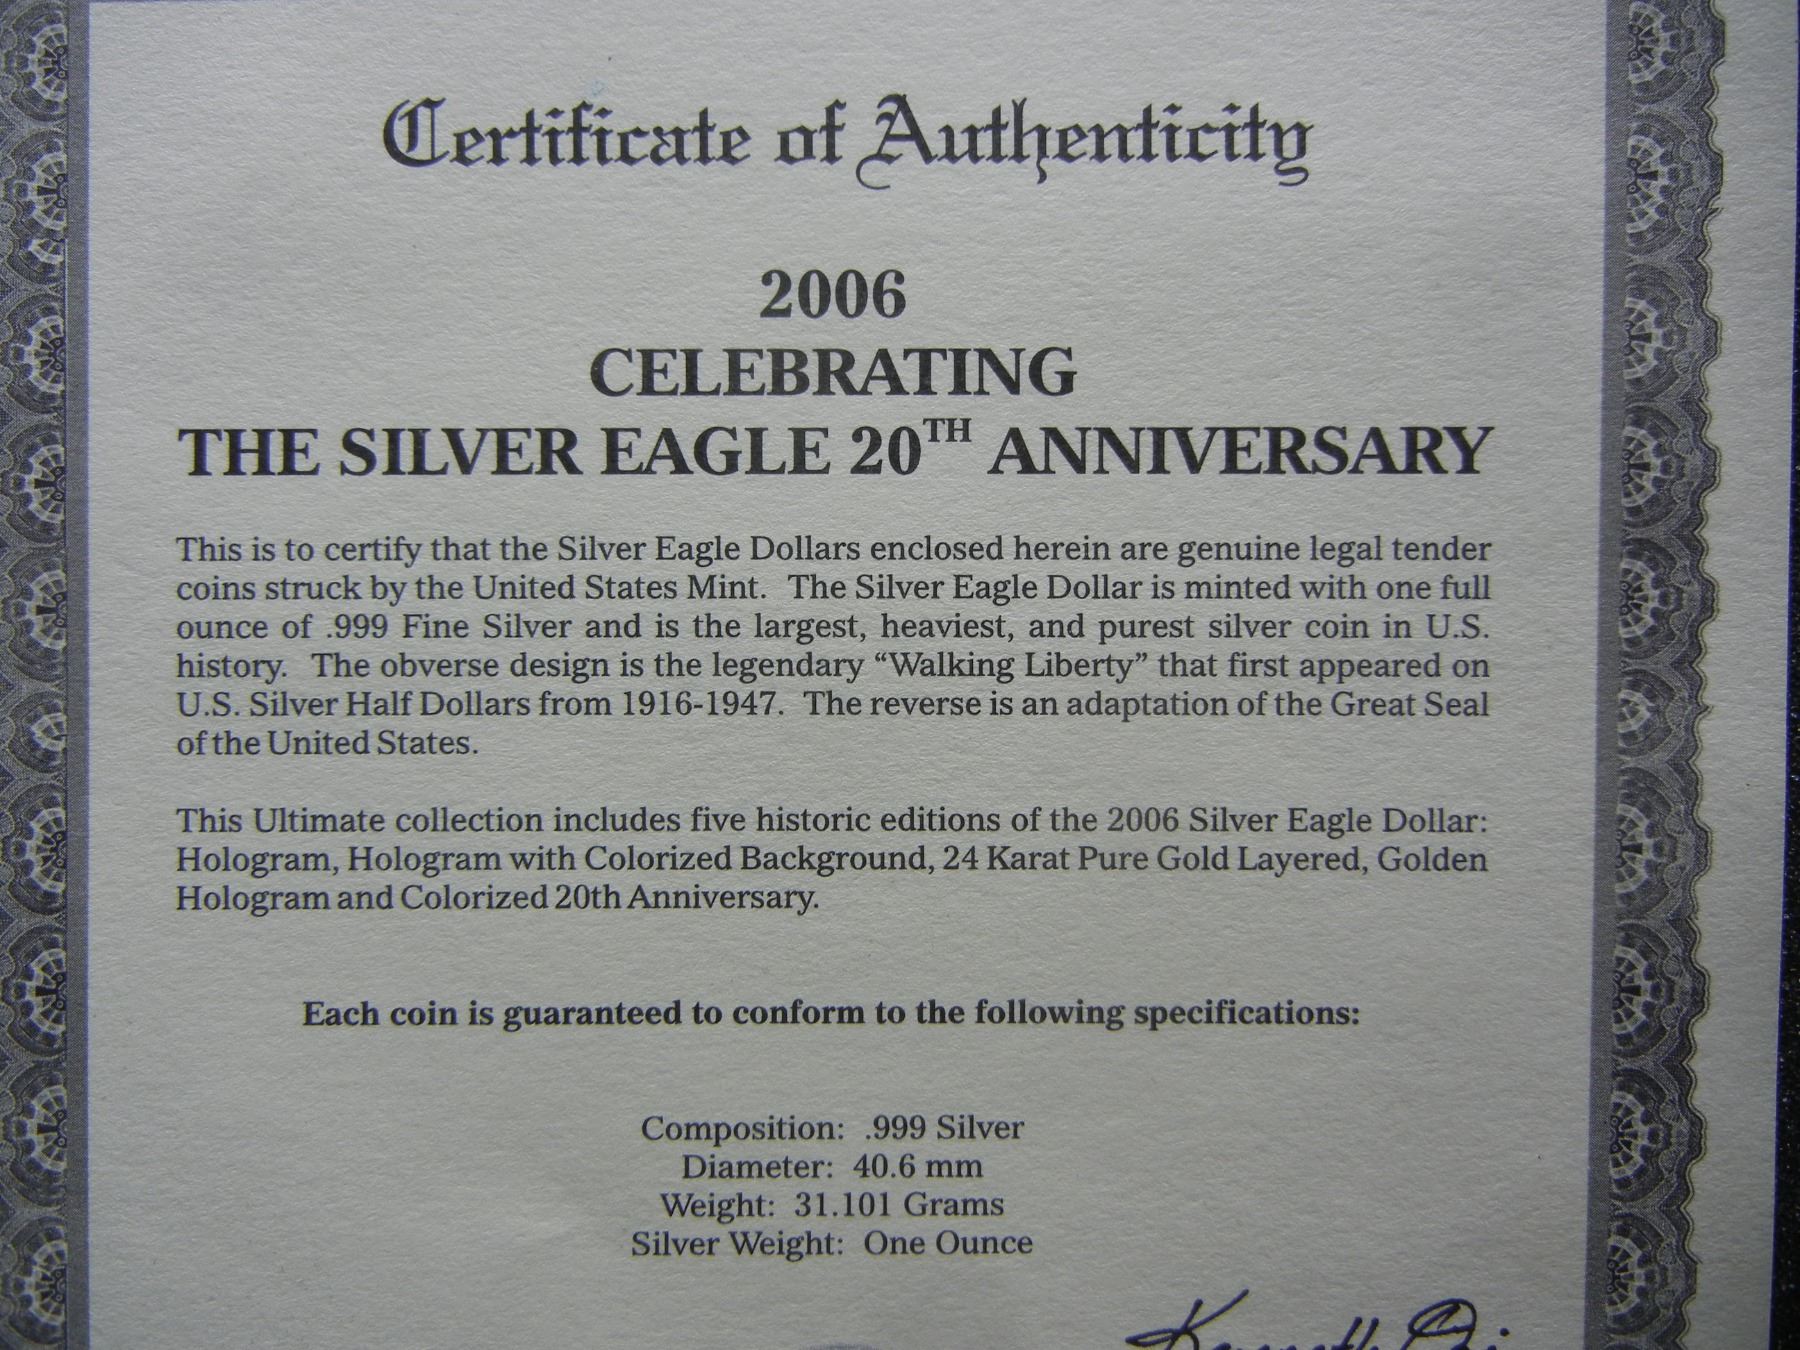 Certificate of Authenticity
2006
CELEBRATING
THE SILVER EAGLE 20TH ANNIVERSARY
This is to certify that the Silver Eagle Dollars enclosed herein are genuine legal tender
coins struck by the United States Mint. The Silver Eagle Dollar is minted with one full
ounce of .999 Fine Silver and is the largest, heaviest, and purest silver coin in U.S.
history. The obverse design is the legendary “Walking Liberty” that first appeared on
U.S. Silver Half Dollars from 1916-1947. The reverse is an adaptation of the Great Seal
of the United States.
This Ultimate collection includes five historic editions of the 2006 Silver Eagle Dollar:
Hologram, Hologram with Colorized Background, 24 Karat Pure Gold Layered, Golden
Hologram and Colorized 20th Anniversary.
Each coin is guaranteed to conform to the following specifications:
Composition: .999 Silver
Diameter: 40.6 mm
Weight: 31.101 Grams
Silver Weight: One Ounce